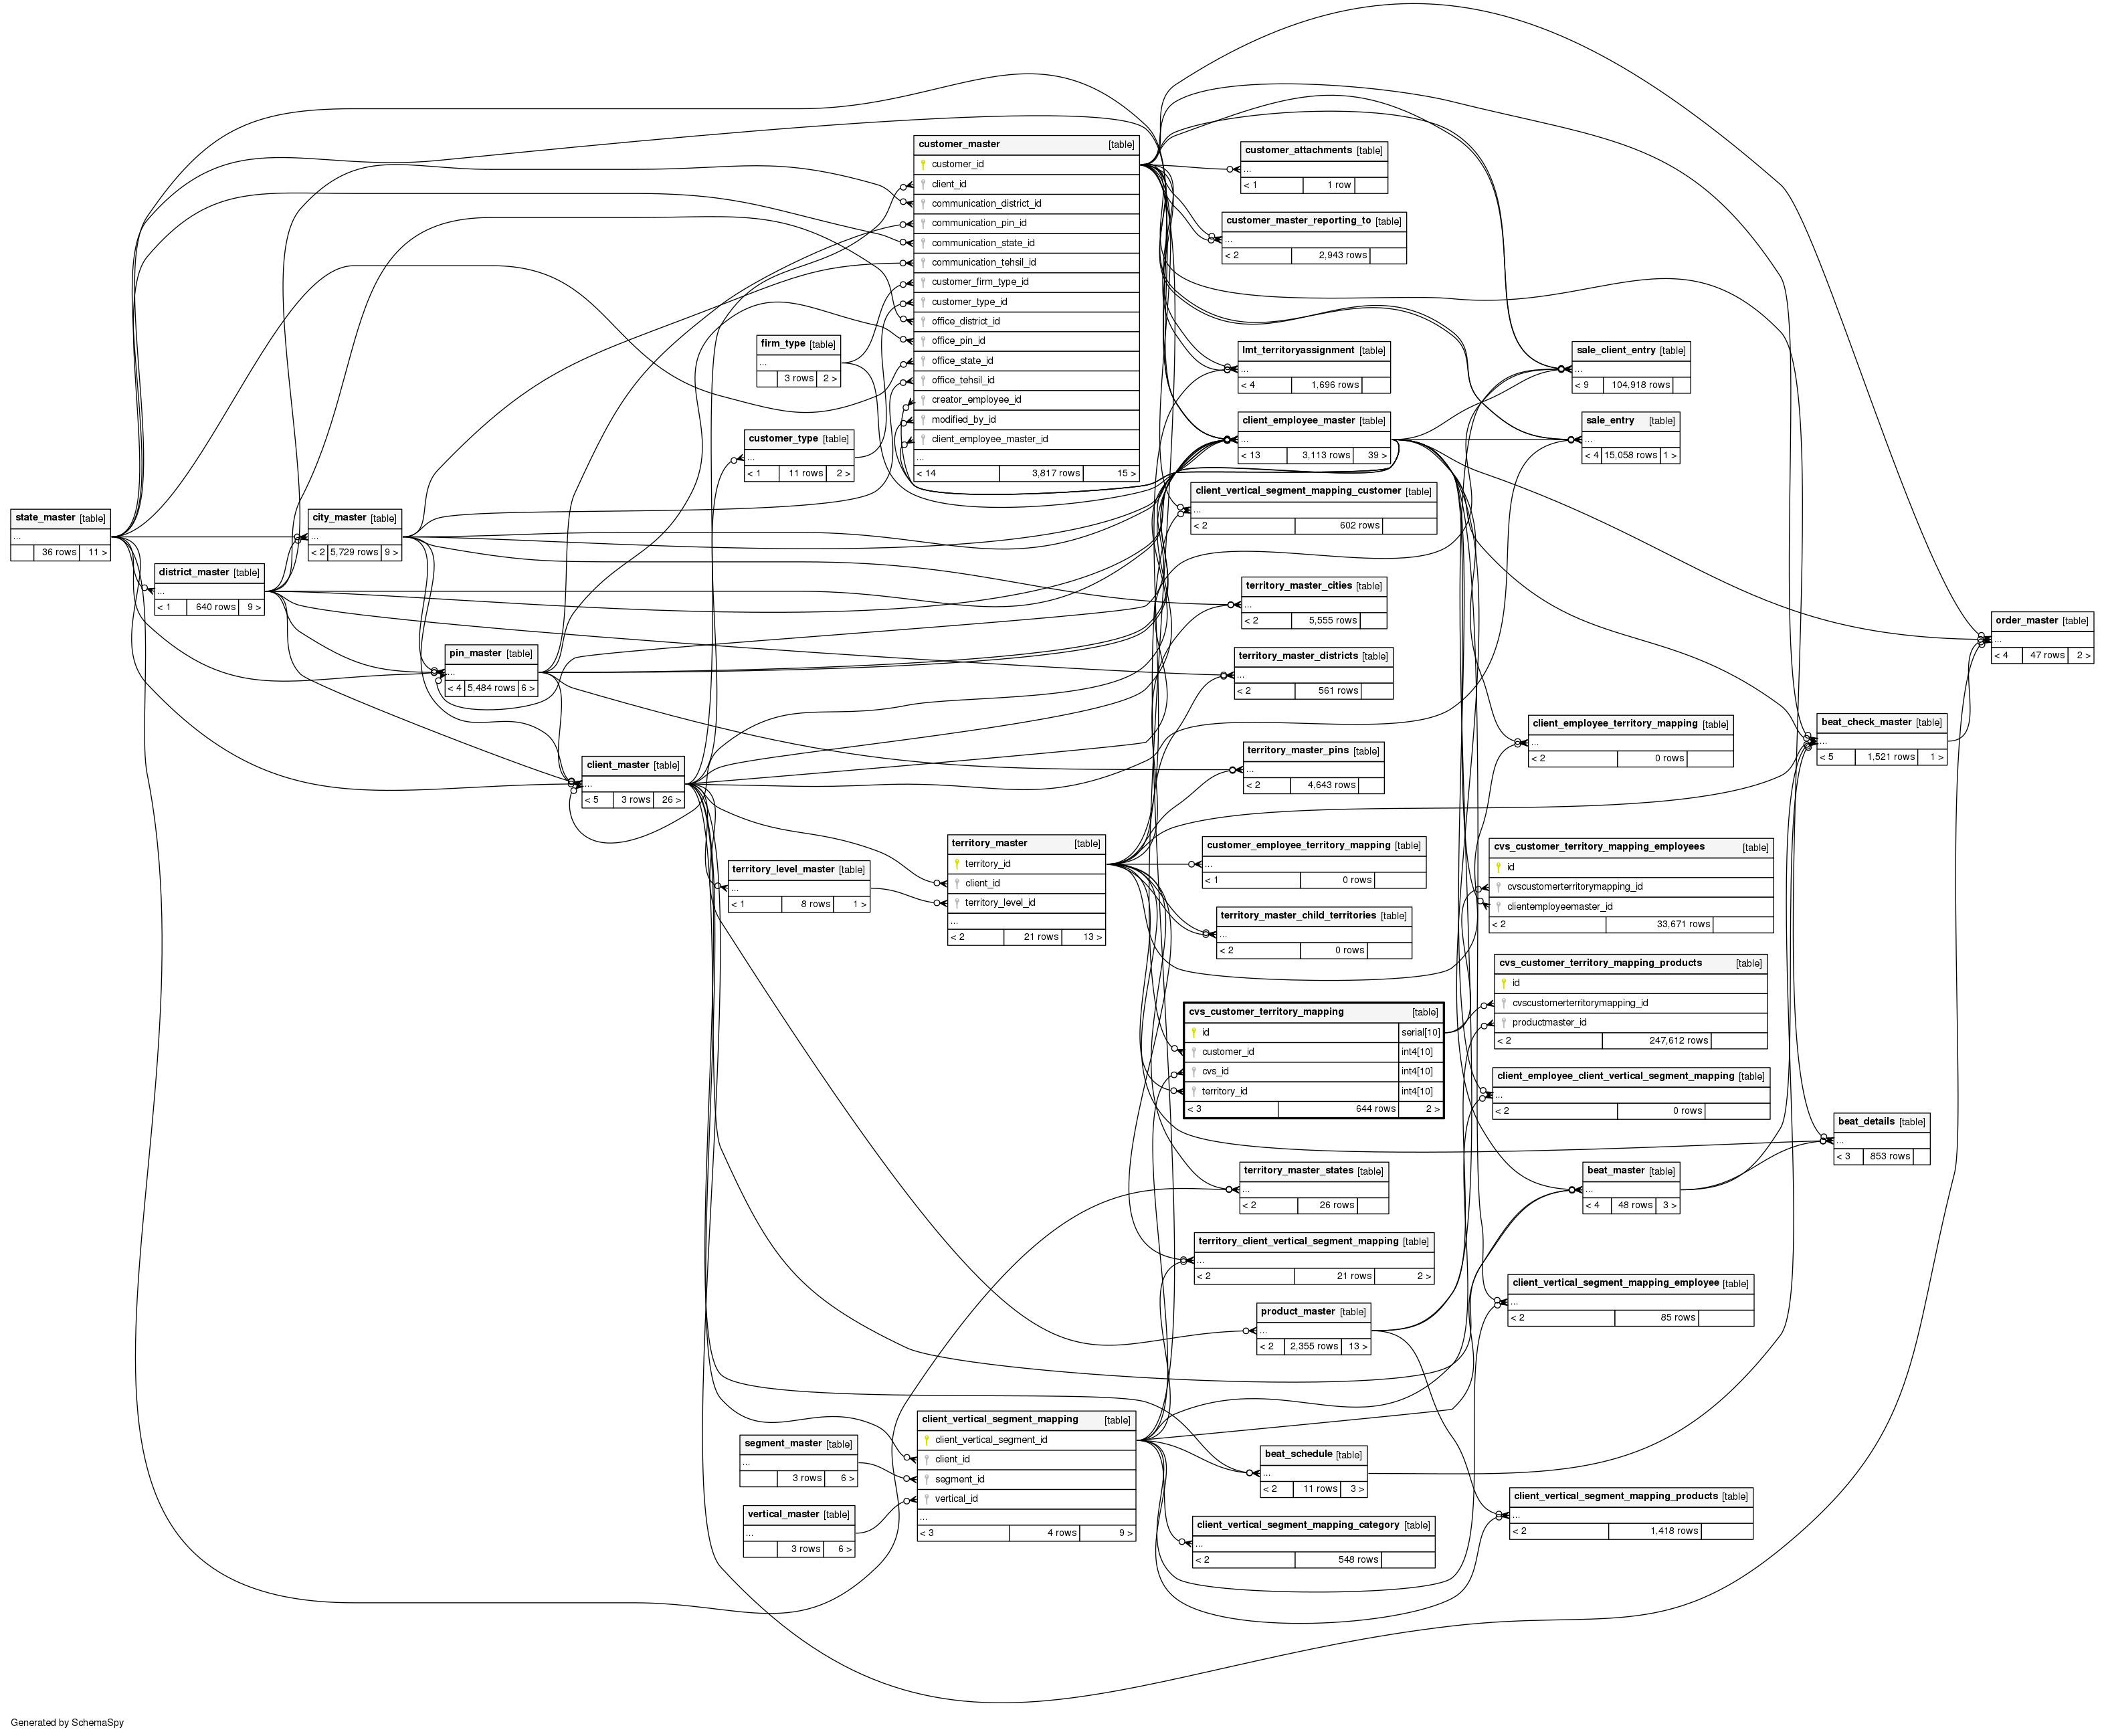 customer_master [table]
customer_id
client_id
communication_district_id
communication_pin_id
communication_state_id
communication_tehsil_id
customer_firm_type_id
customer_type_id
office_district_id
office_pin_id
office_state_id
office_tehsil_id
creator_employee_id
modified_by_id
client_employee_master_id
...
< 14 3,817 rows 15 >
customer_attachments [table]
...
< 1 1 row
customer_master_reporting_to [table]
...
< 2 2,943 rows
firm_type [table]
...
3 rows 2 >
lmt_territoryassignment [table]
...
< 4 1,696 rows
sale_client_entry [table]
...
< 9 104,918 rows
customer_type [table]
...
< 1 11 rows 2 >
client_employee_master [table]
...
< 13 3,113 rows 39 >
sale_entry [table]
...
< 4 15,058 rows 1 >
client_vertical_segment_mapping_customer [table]
...
< 2 602 rows
state_master [table]
...
36 rows 11 >
city_master [table]
...
< 2 5,729 rows 9 >
district_master [table]
...
< 1 640 rows 9 >
territory_master_cities [table]
...
< 2 5,555 rows
order_master [table]
...
< 4 47 rows 2 >
pin_master [table]
...
< 4 5,484 rows 6 >
territory_master_districts [table]
...
< 2 561 rows
client_employee_territory_mapping [table]
...
< 2 0 rows
beat_check_master [table]
...
< 5 1,521 rows 1 >
client_master [table]
...
< 5 3 rows 26 >
territory_master_pins [table]
...
< 2 4,643 rows
territory_master [table]
territory_id
client_id
territory_level_id
...
< 2 21 rows 13 >
territory_level_master [table]
...
< 1 8 rows 1 >
customer_employee_territory_mapping [table]
...
< 1 0 rows
cvs_customer_territory_mapping_employees [table]
id
cvscustomerterritorymapping_id
clientemployeemaster_id
< 2 33,671 rows
territory_master_child_territories [table]
...
< 2 0 rows
cvs_customer_territory_mapping_products [table]
id
cvscustomerterritorymapping_id
productmaster_id
< 2 247,612 rows
cvs_customer_territory_mapping [table]
id serial[10]
customer_id int4[10]
cvs_id int4[10]
territory_id int4[10]
< 3 644 rows 2 >
client_employee_client_vertical_segment_mapping [table]
...
< 2 0 rows
beat_details [table]
...
< 3 853 rows
territory_master_states [table]
...
< 2 26 rows
beat_master [table]
...
< 4 48 rows 3 >
territory_client_vertical_segment_mapping [table]
...
< 2 21 rows 2 >
client_vertical_segment_mapping_employee [table]
...
< 2 85 rows
product_master [table]
...
< 2 2,355 rows 13 >
client_vertical_segment_mapping [table]
client_vertical_segment_id
client_id
segment_id
vertical_id
...
< 3 4 rows 9 >
segment_master [table]
...
3 rows 6 >
vertical_master [table]
...
3 rows 6 >
beat_schedule [table]
...
< 2 11 rows 3 >
client_vertical_segment_mapping_products [table]
...
< 2 1,418 rows
client_vertical_segment_mapping_category [table]
...
< 2 548 rows
Generated by SchemaSpy